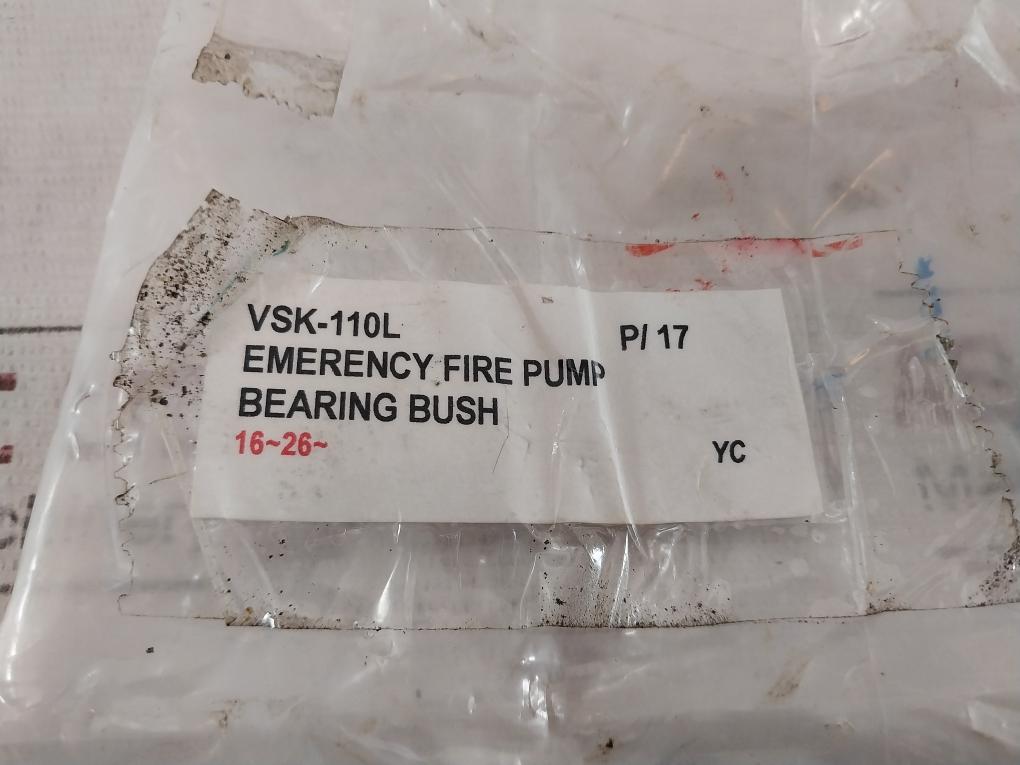 VSK-110L P/ 17
EMERENCY FIRE PUMP
BEARING BUSH
16~26~ YC